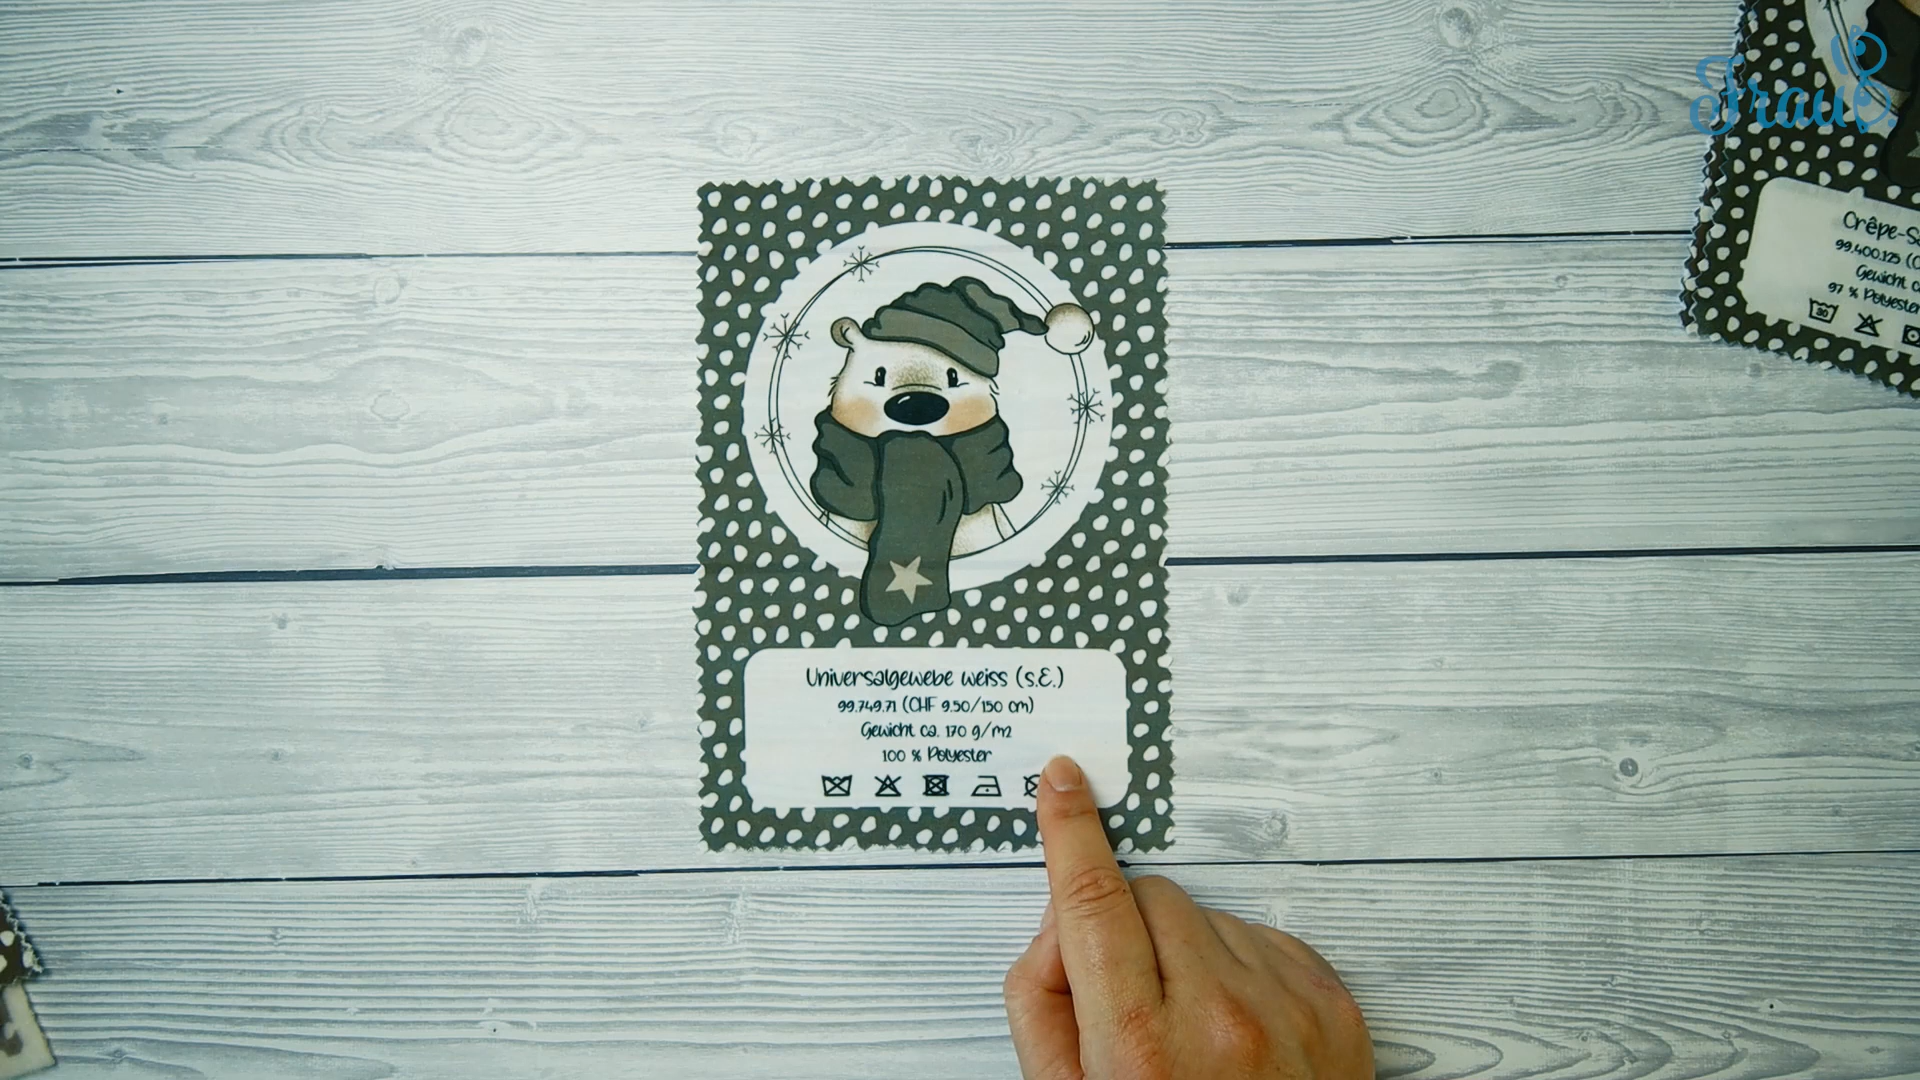 Frau B.
Universalgewebe weiss (s.E.)
99.749.71 (CHF 9.50/150 cm)
Gewicht ca. 170 g/m2
100 % Polyester
Crêpe-
99.400.125
Gewicht
97 % Polyester
30